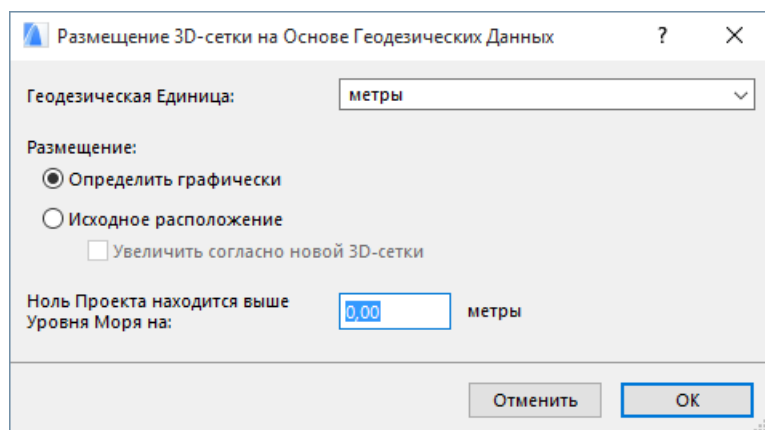 Размещение 3D-сетки на Основе Геодезических Данных ?
Геодезическая Единица: метры
Размещение:
Определить графически
Исходное расположение
Увеличить согласно новой 3D-сетки
Ноль Проекта находится выше
Уровня Моря на: 0,00 метры
Отменить OK